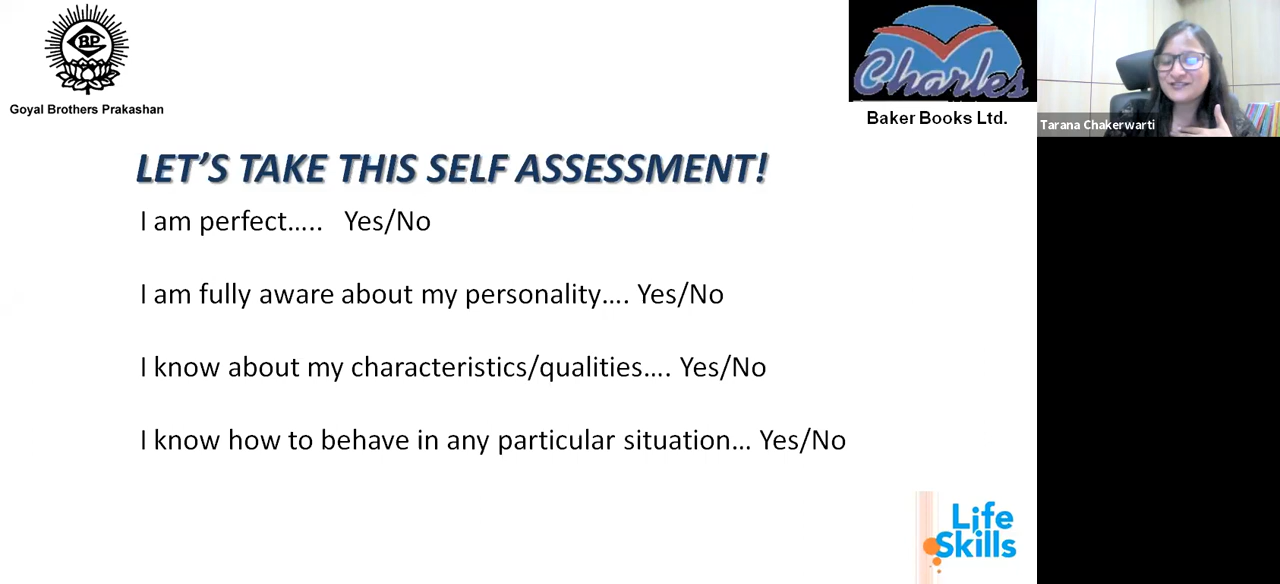 GBP
Goyal Brothers Prakashan
Charles
Baker Books Ltd.
Tarana Chakerwarti
LET’S TAKE THIS SELF ASSESSMENT!
I am perfect….. Yes/No
I am fully aware about my personality…. Yes/No
I know about my characteristics/qualities…. Yes/No
I know how to behave in any particular situation… Yes/No
Life
Skills